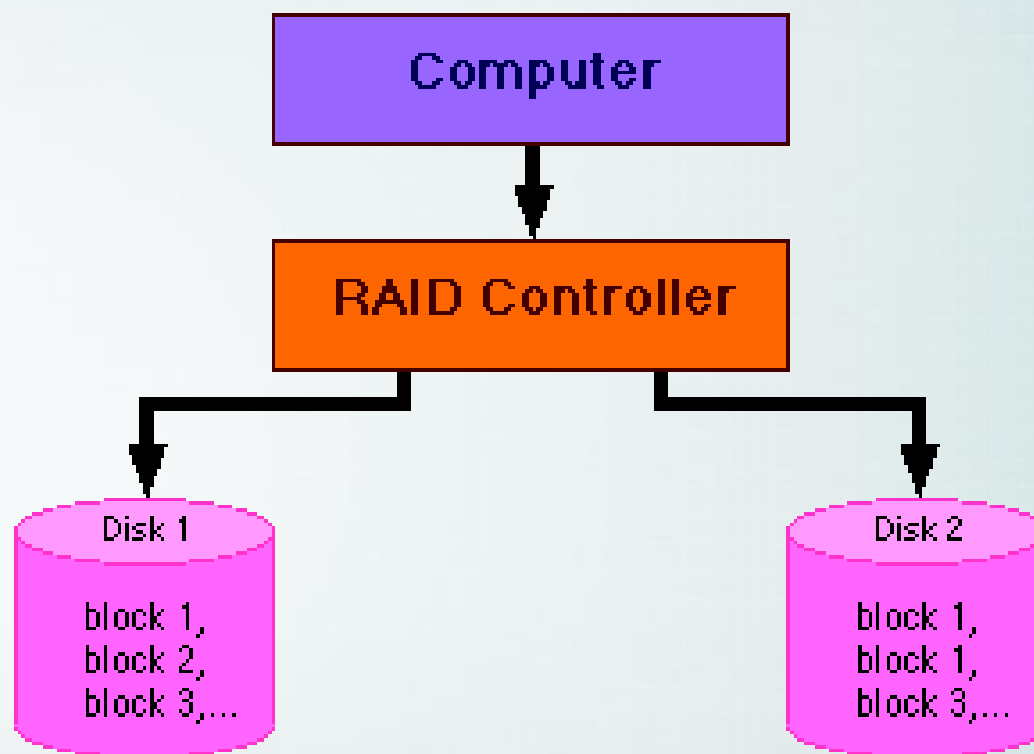 Computer
RAID Controller
Disk 1
block 1,
block 2,
block 3,...
Disk 2
block 1,
block 1,
block 3,...